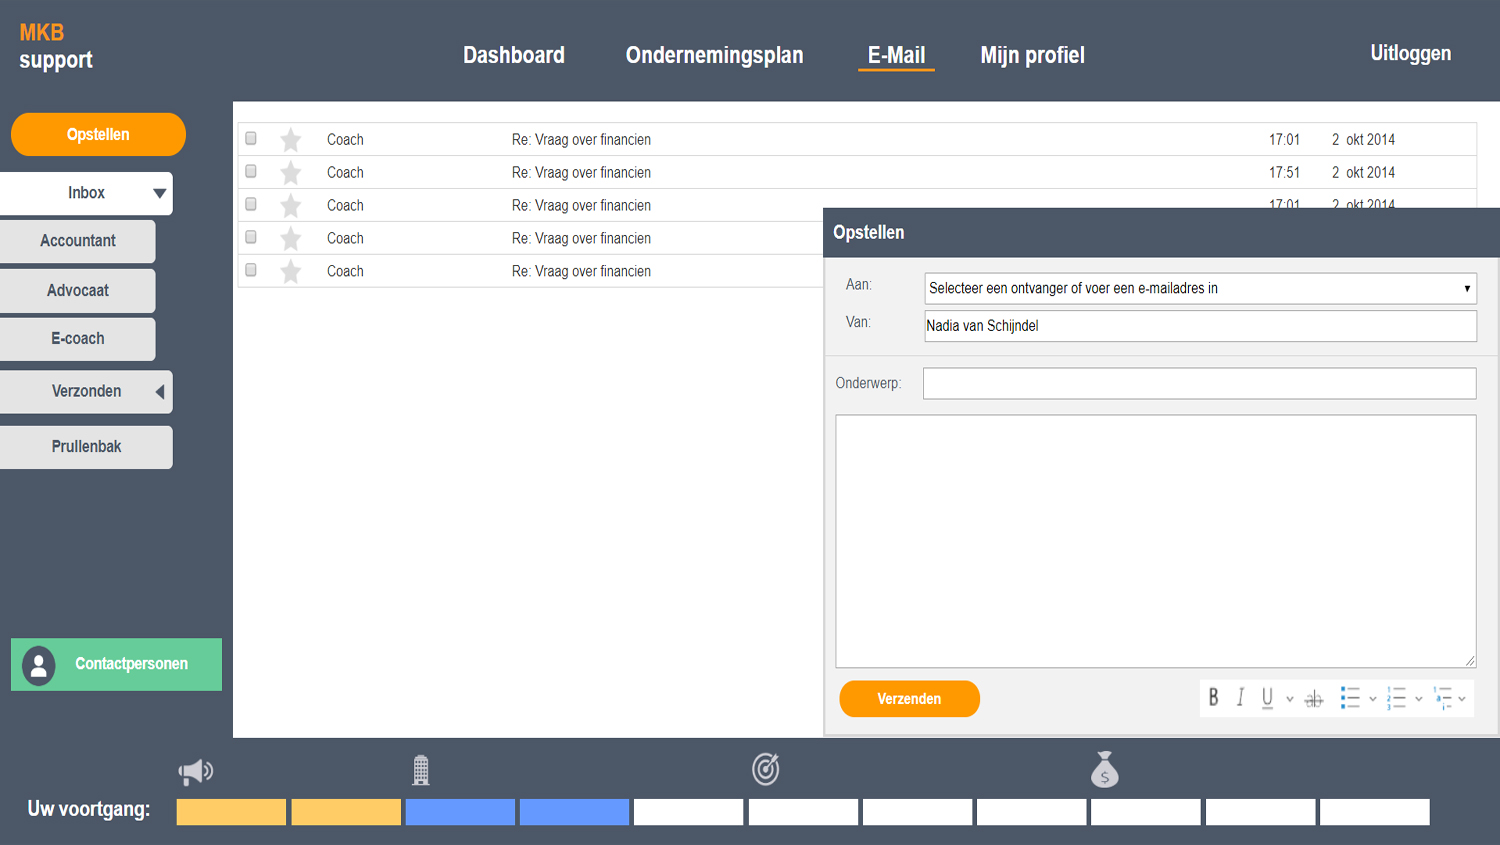 MKB
support
Dashboard Ondernemingsplan E-Mail Mijn profiel Uitloggen
Opstellen
Inbox
Accountant
Advocaat
E-coach
Verzonden
Prullenbak
Contactpersonen
Coach Re: Vraag over financien 17:01 2 okt 2014
Coach Re: Vraag over financien 17:51 2 okt 2014
Coach Re: Vraag over financien 17:01 2 okt 2014
Coach Re: Vraag over financien
Coach Re: Vraag over financien
Opstellen
Aan: Selecteer een ontvanger of voer een e-mailadres in
Van: Nadia van Schijndel
Onderwerp:
Verzenden
B I U ab
Uw voortgang: